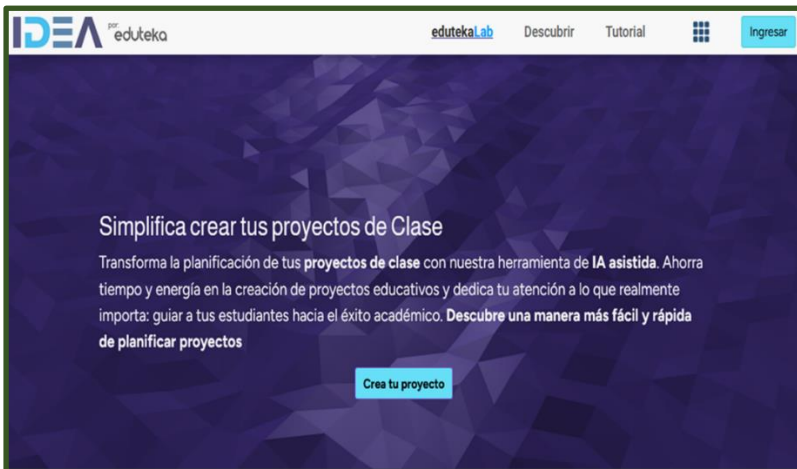 IDEA por: eduteka
edutekaLab Descubrir Tutorial Ingresar
Simplifica crear tus proyectos de Clase
Transforma la planificación de tus proyectos de clase con nuestra herramienta de IA asistida. Ahorra
tiempo y energía en la creación de proyectos educativos y dedica tu atención a lo que realmente
importa: guiar a tus estudiantes hacia el éxito académico. Descubre una manera más fácil y rápida
de planificar proyectos
Crea tu proyecto